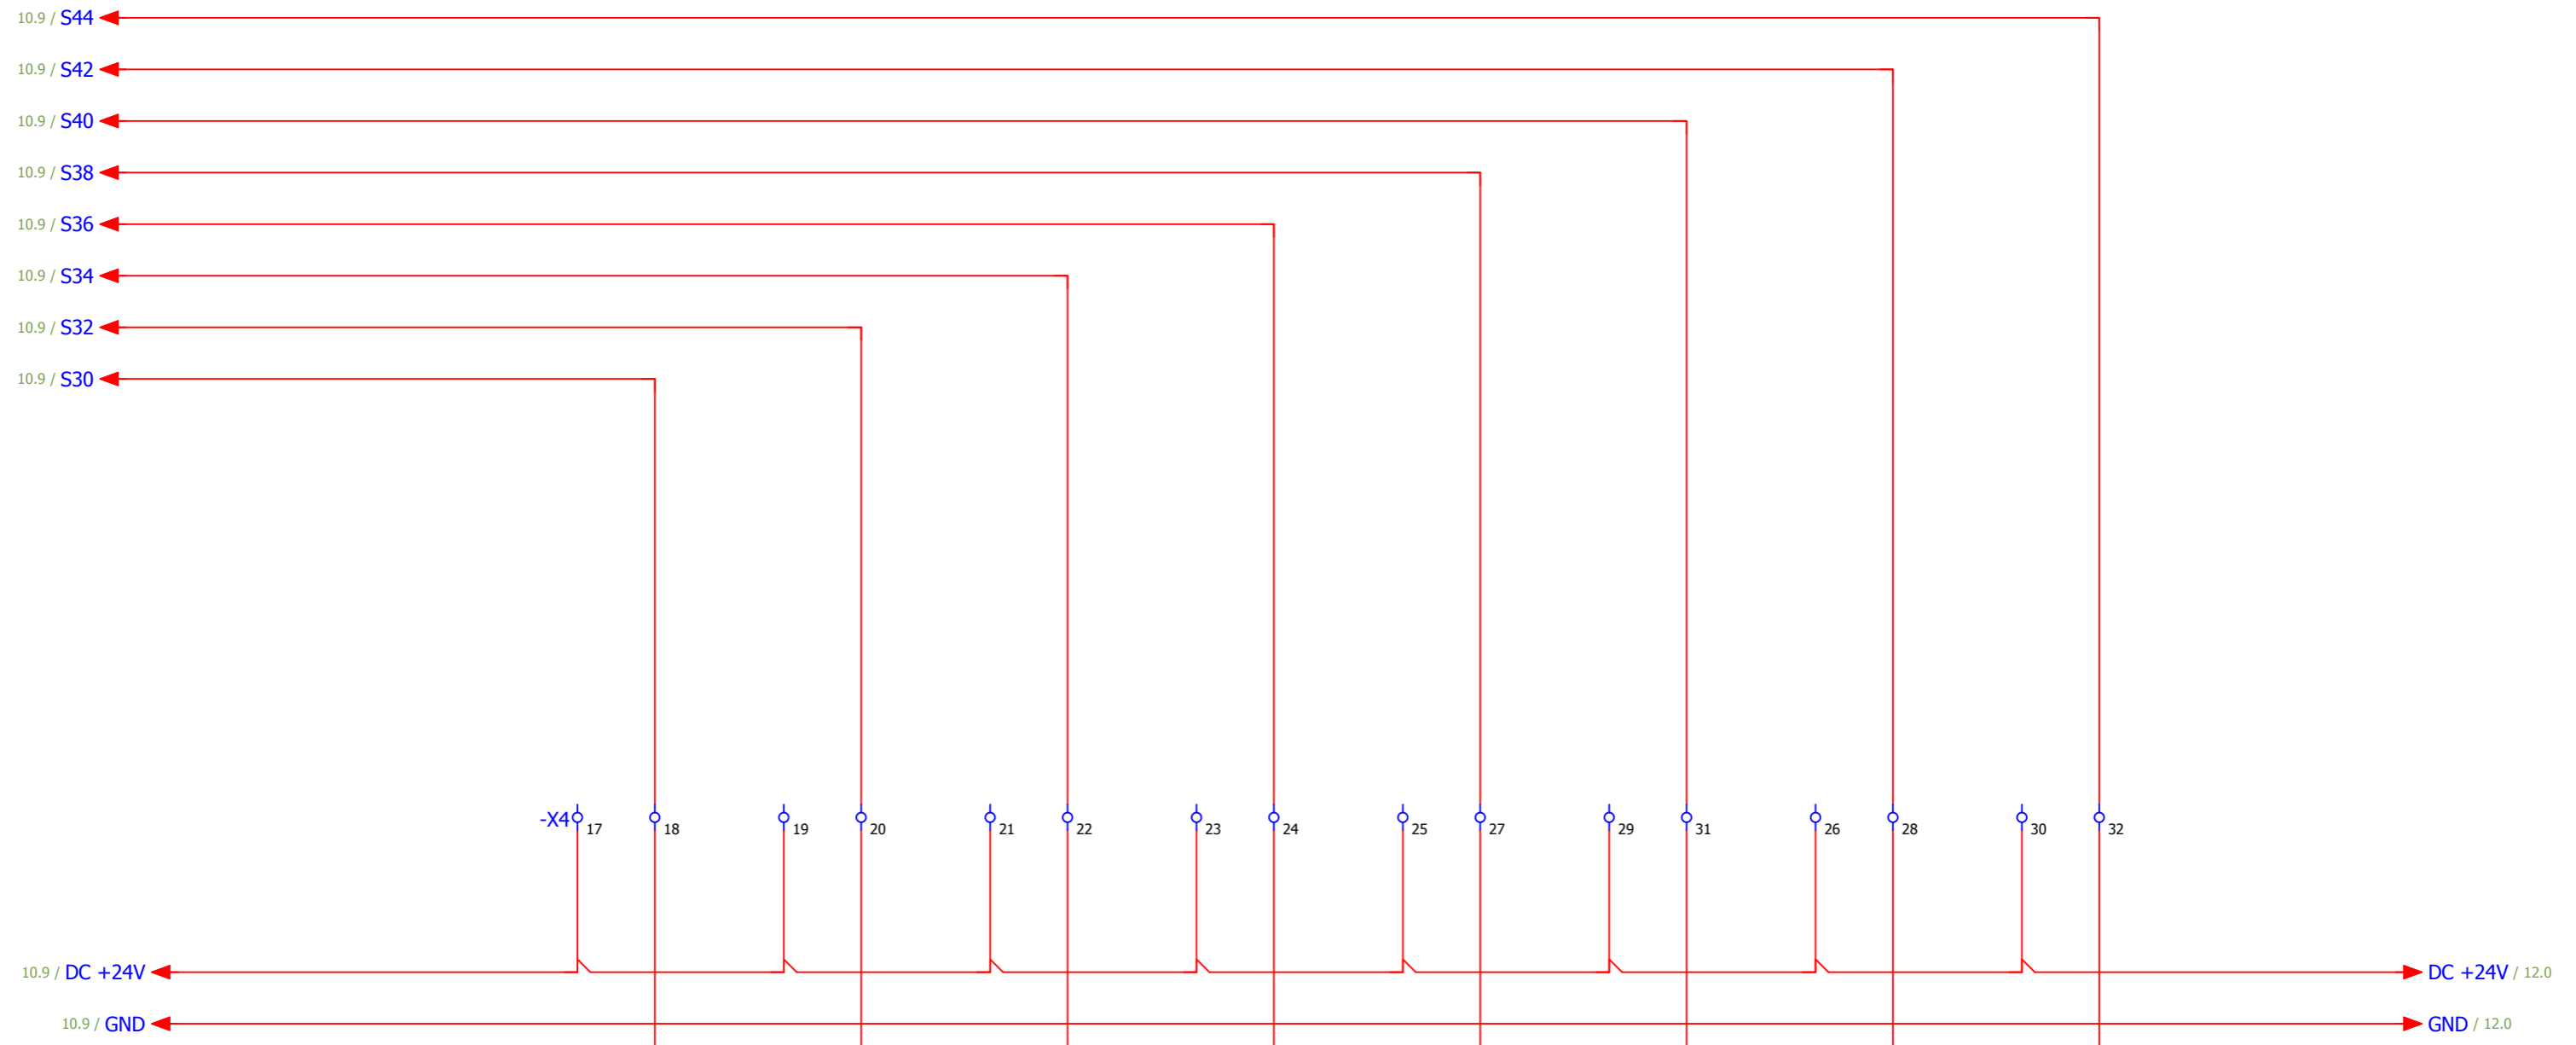 10.9 / S44
10.9 / S42
10.9 / S40
10.9 / S38
10.9 / S36
10.9 / S34
10.9 / S32
10.9 / S30
-X4 17 18 19 20 21 22 23 24 25 27 29 31 26 28 30 32
10.9 / DC +24V DC +24V / 12.0
10.9 / GND GND / 12.0